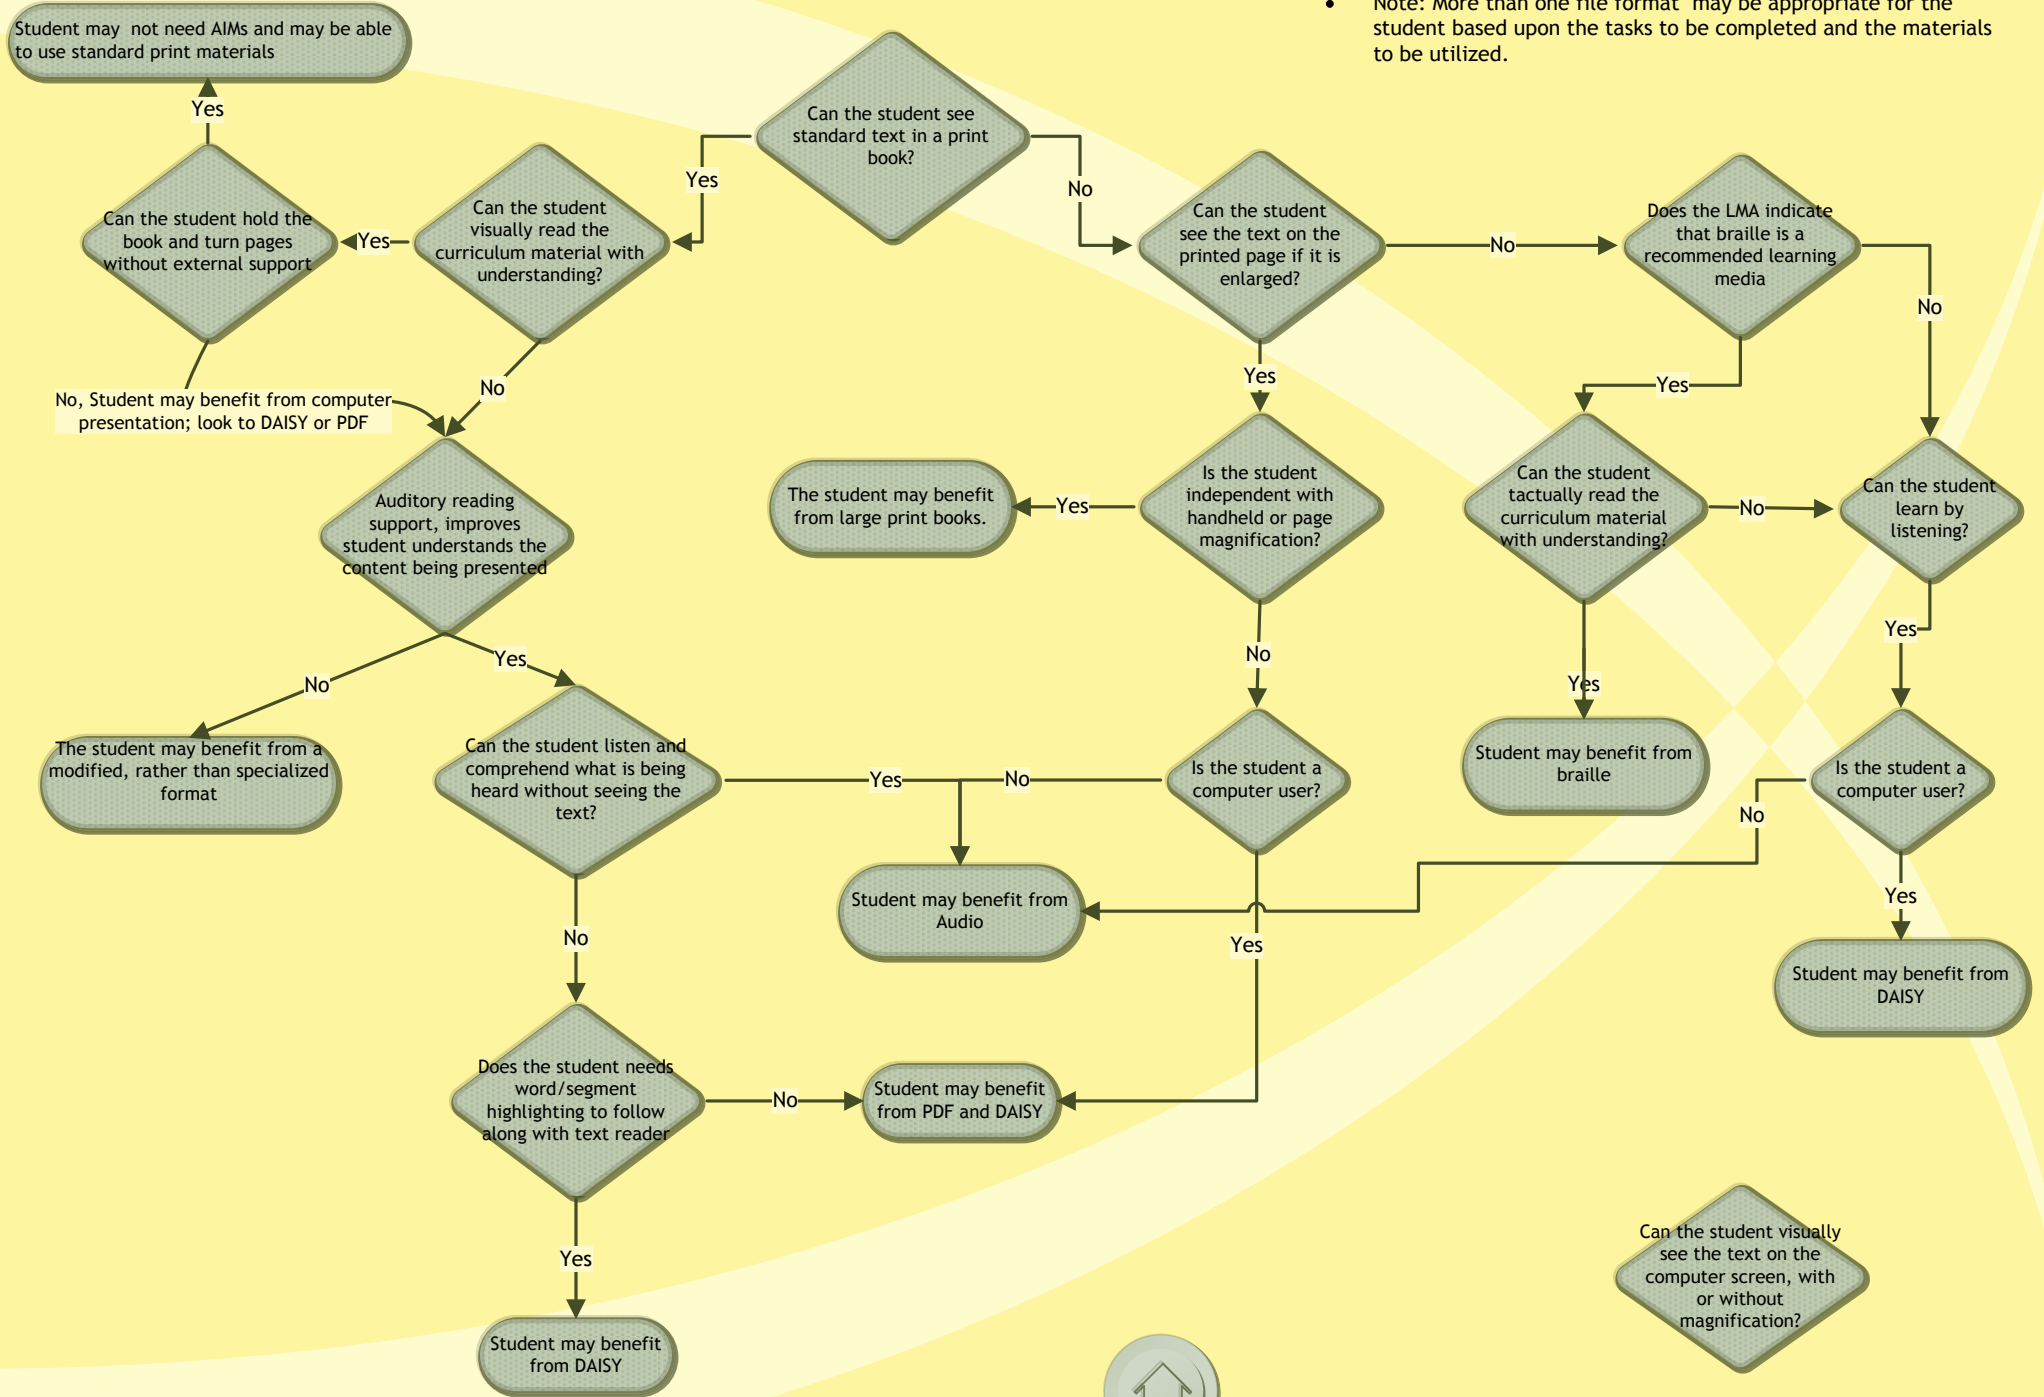 Note: More than one file format may be appropriate for the
student based upon the tasks to be completed and the materials
to be utilized.
Student may not need AIMs and may be able
to use standard print materials
Yes
Can the student see
standard text in a print
book?
Yes
No
Can the student hold the
book and turn pages
without external support
Yes
Can the student
visually read the
curriculum material with
understanding?
Can the student
see the text on the
printed page if it is
enlarged?
No
Does the LMA indicate
that braille is a
recommended learning
media
No
No, Student may benefit from computer
presentation; look to DAISY or PDF
No
Yes
Yes
Auditory reading
support, improves
student understands the
content being presented
The student may benefit
from large print books.
Yes
Is the student
independent with
handheld or page
magnification?
Can the student
tactually read the
curriculum material
with understanding?
No
Can the student
learn by
listening?
No
Yes
No
Yes
Yes
The student may benefit from a
modified, rather than specialized
format
Can the student listen and
comprehend what is being
heard without seeing the
text?
Yes
No
Is the student a
computer user?
Student may benefit from
braille
Is the student a
computer user?
No
No
Student may benefit from
Audio
Yes
Yes
Student may benefit from
DAISY
Does the student needs
word/segment
highlighting to follow
along with text reader
No
Student may benefit
from PDF and DAISY
Yes
Student may benefit
from DAISY
Can the student visually
see the text on the
computer screen, with
or without
magnification?